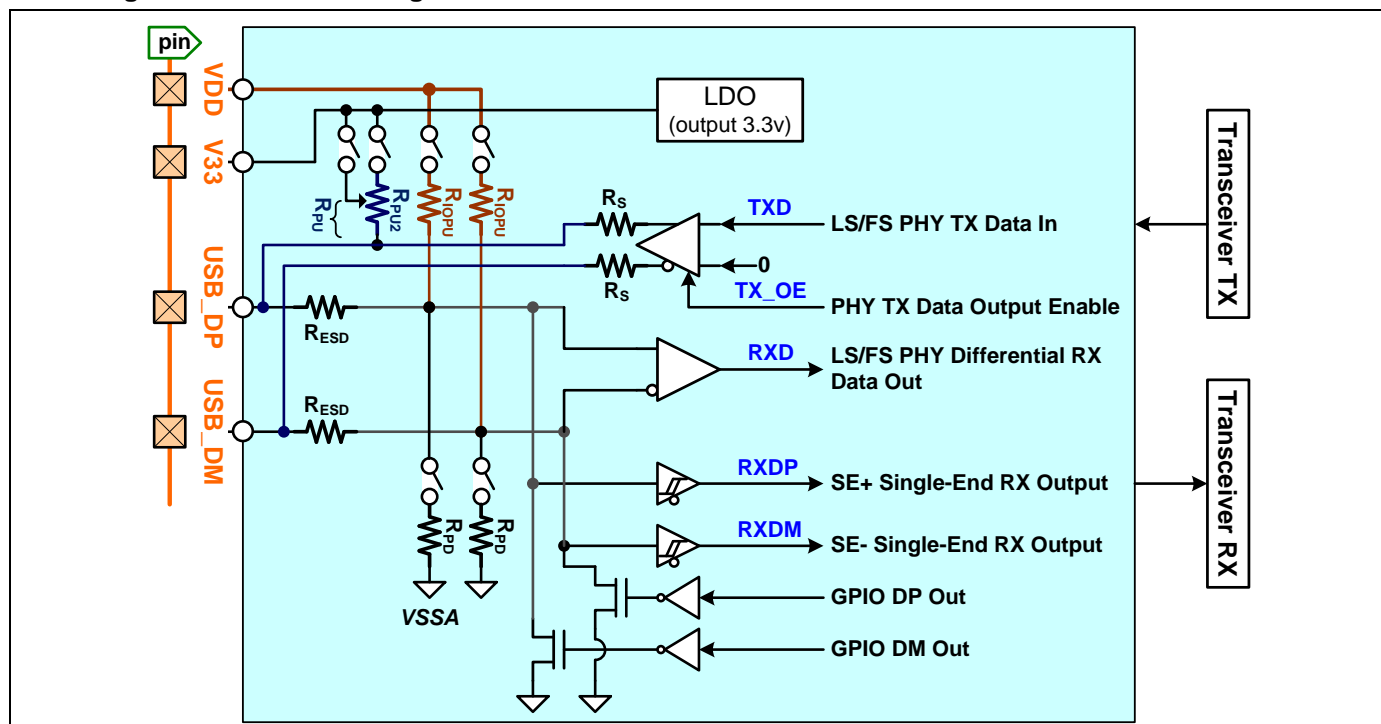 pin
VDD
V33
USB_DP
USB_DM
LDO
(output 3.3v)
RPU
RPU2
RIOPU
RIOPU
RS
RS
TXD
LS/FS PHY TX Data In
0
TX_OE
PHY TX Data Output Enable
RESD
RXD
LS/FS PHY Differential RX
Data Out
RESD
RXDP
SE+ Single-End RX Output
RPD
RPD
RXDM
SE- Single-End RX Output
VSSA
GPIO DP Out
GPIO DM Out
Transceiver TX
Transceiver RX